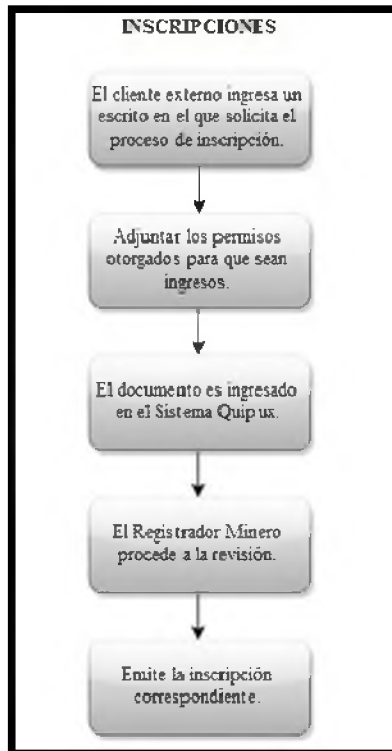 INSCRIPCIONES
El cliente externo ingresa un
escrito en el que solicita el
proceso de inscripción.
Adjuntar los permisos
otorgados para que sean
ingresos.
El documento es ingresado
en el Sistema Quipux.
El Registrador Minero
procede a la revisión.
Emite la inscripción
correspondiente.